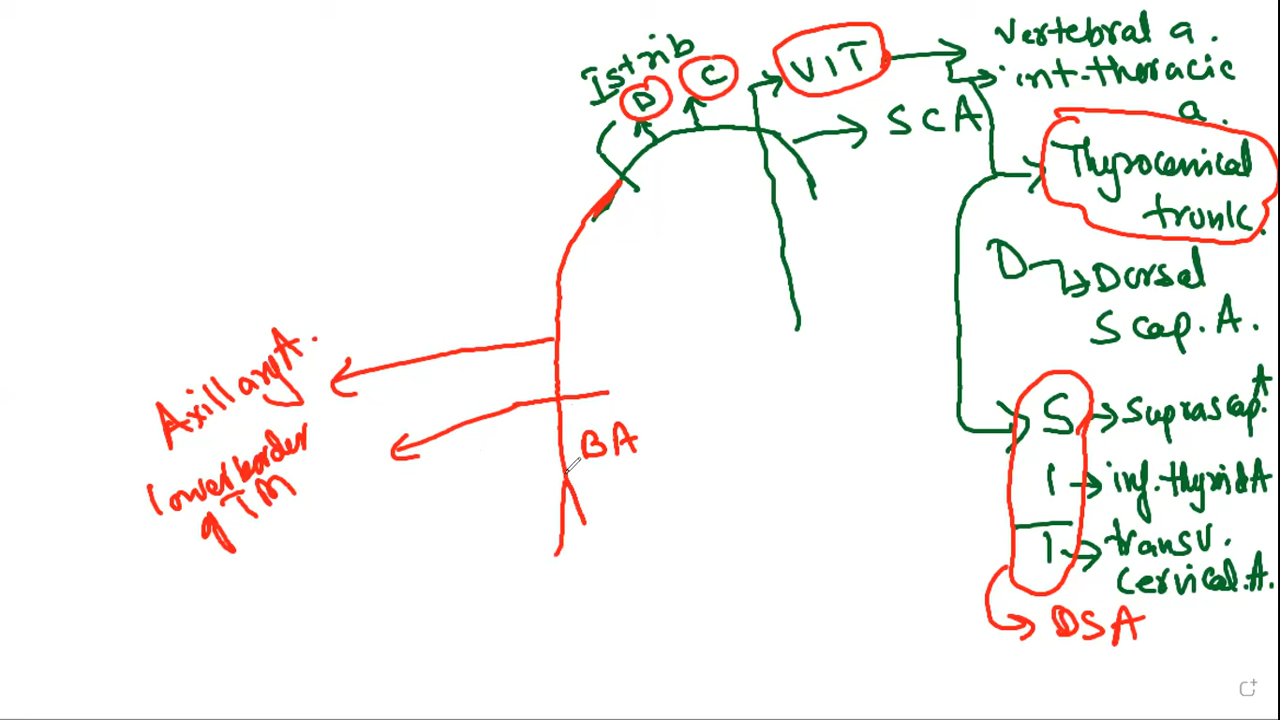 Ist rib
D
C
VIT
Vertebral a.
int. thoracic
a.
SCA
Thyrocervical
trunk.
D
Dorsal
Scap. A.
S
Suprascap. A
I
inf. thyroid A
T
transv.
cervical. A.
DSA
Axillary A.
lower border
of TM
BA